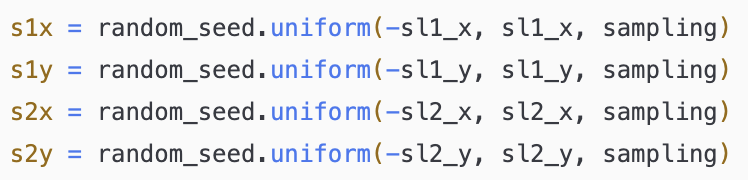 s1x = random_seed.uniform(-sl1_x, sl1_x, sampling)
s1y = random_seed.uniform(-sl1_y, sl1_y, sampling)
s2x = random_seed.uniform(-sl2_x, sl2_x, sampling)
s2y = random_seed.uniform(-sl2_y, sl2_y, sampling)